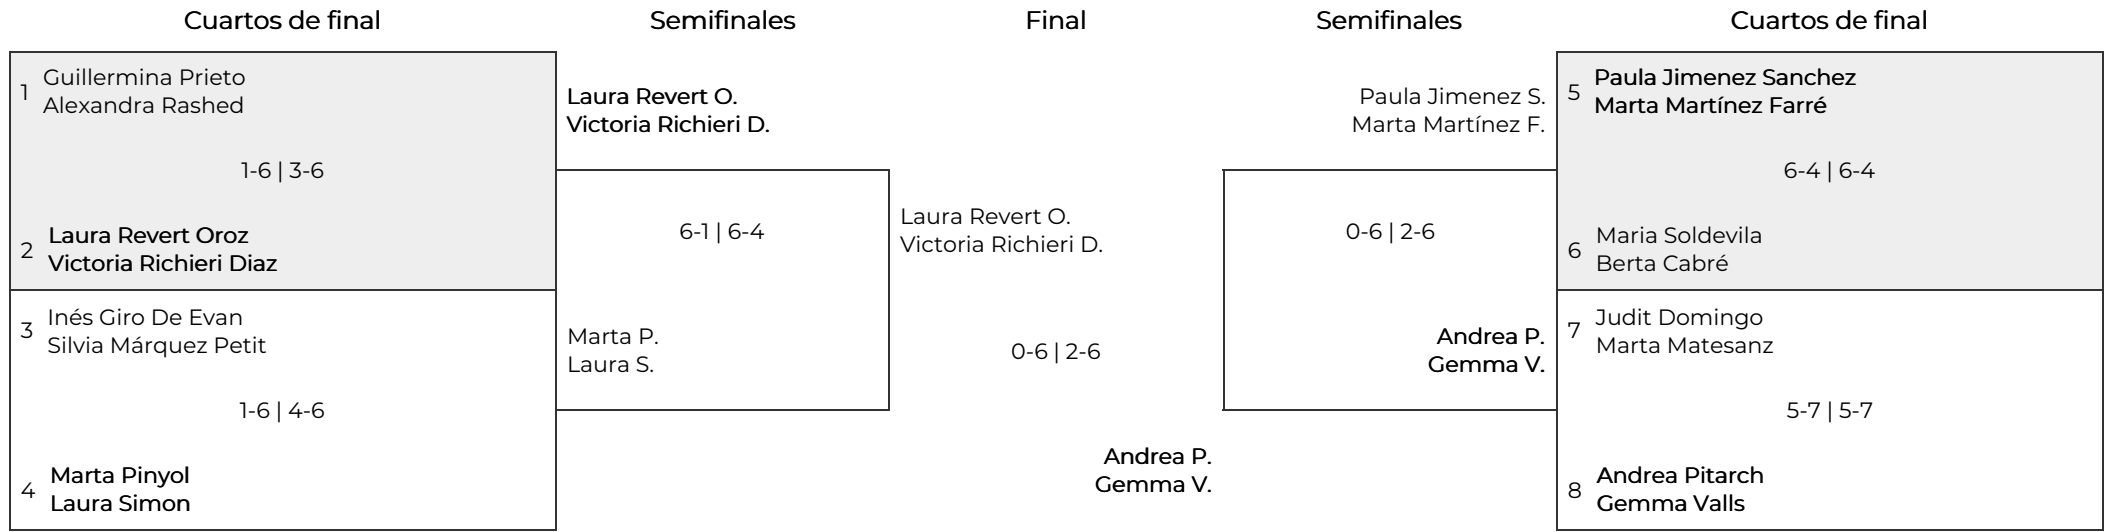 Cuartos de final
Semifinales
Final
Semifinales
Cuartos de final
1
Guillermina Prieto
Alexandra Rashed
1-6 | 3-6
2
Laura Revert Oroz
Victoria Richieri Diaz
3
Inés Giro De Evan
Silvia Márquez Petit
1-6 | 4-6
4
Marta Pinyol
Laura Simon
Laura Revert O.
Victoria Richieri D.
6-1 | 6-4
Marta P.
Laura S.
Laura Revert O.
Victoria Richieri D.
0-6 | 2-6
Andrea P.
Gemma V.
Paula Jimenez S.
Marta Martínez F.
0-6 | 2-6
Andrea P.
Gemma V.
5
Paula Jimenez Sanchez
Marta Martínez Farré
6-4 | 6-4
6
Maria Soldevila
Berta Cabré
7
Judit Domingo
Marta Matesanz
5-7 | 5-7
8
Andrea Pitarch
Gemma Valls